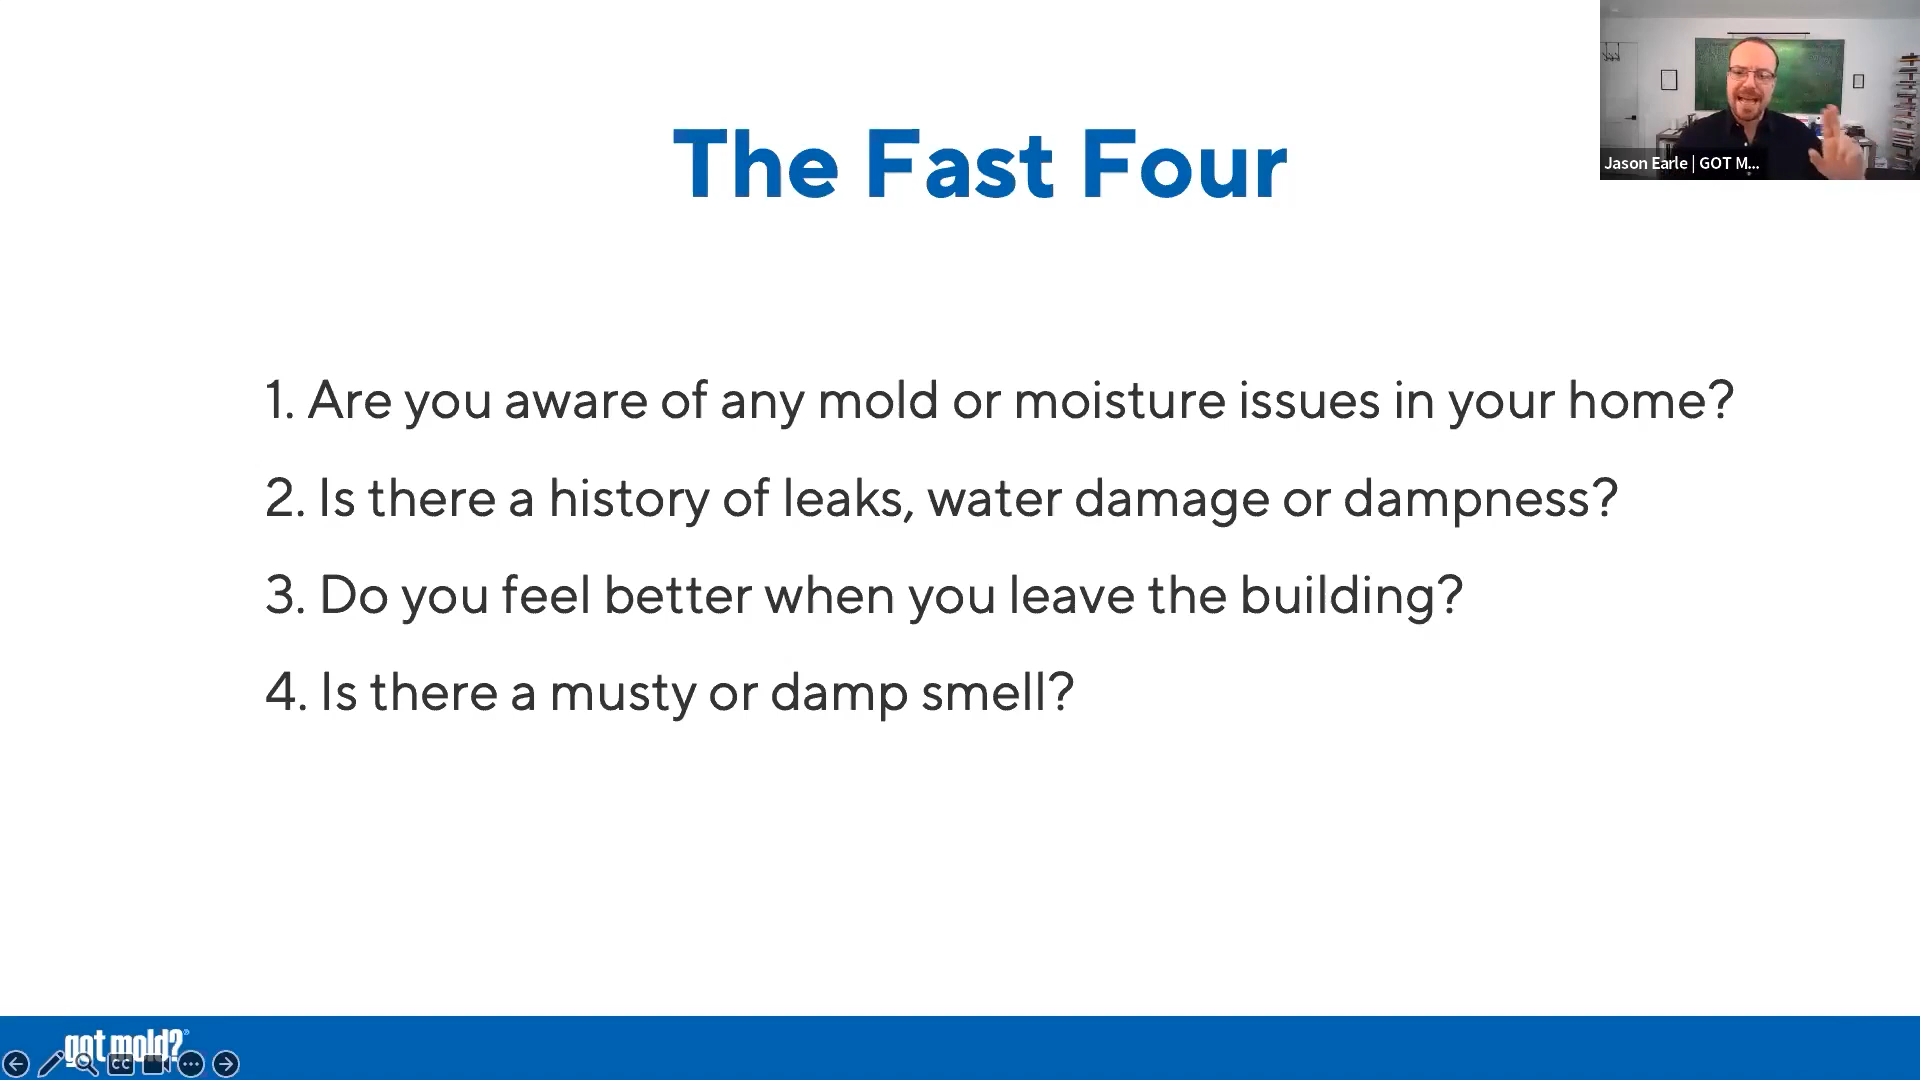 The Fast Four
Jason Earle | GOT M...
1. Are you aware of any mold or moisture issues in your home?
2. Is there a history of leaks, water damage or dampness?
3. Do you feel better when you leave the building?
4. Is there a musty or damp smell?
got mold?®
CC